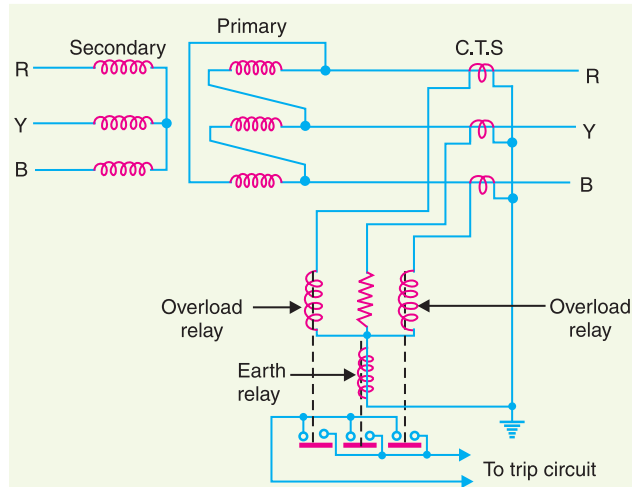 Primary
Secondary
C.T.S
R
R
Y
Y
B
B
Overload
relay
Overload
relay
Earth
relay
To trip circuit